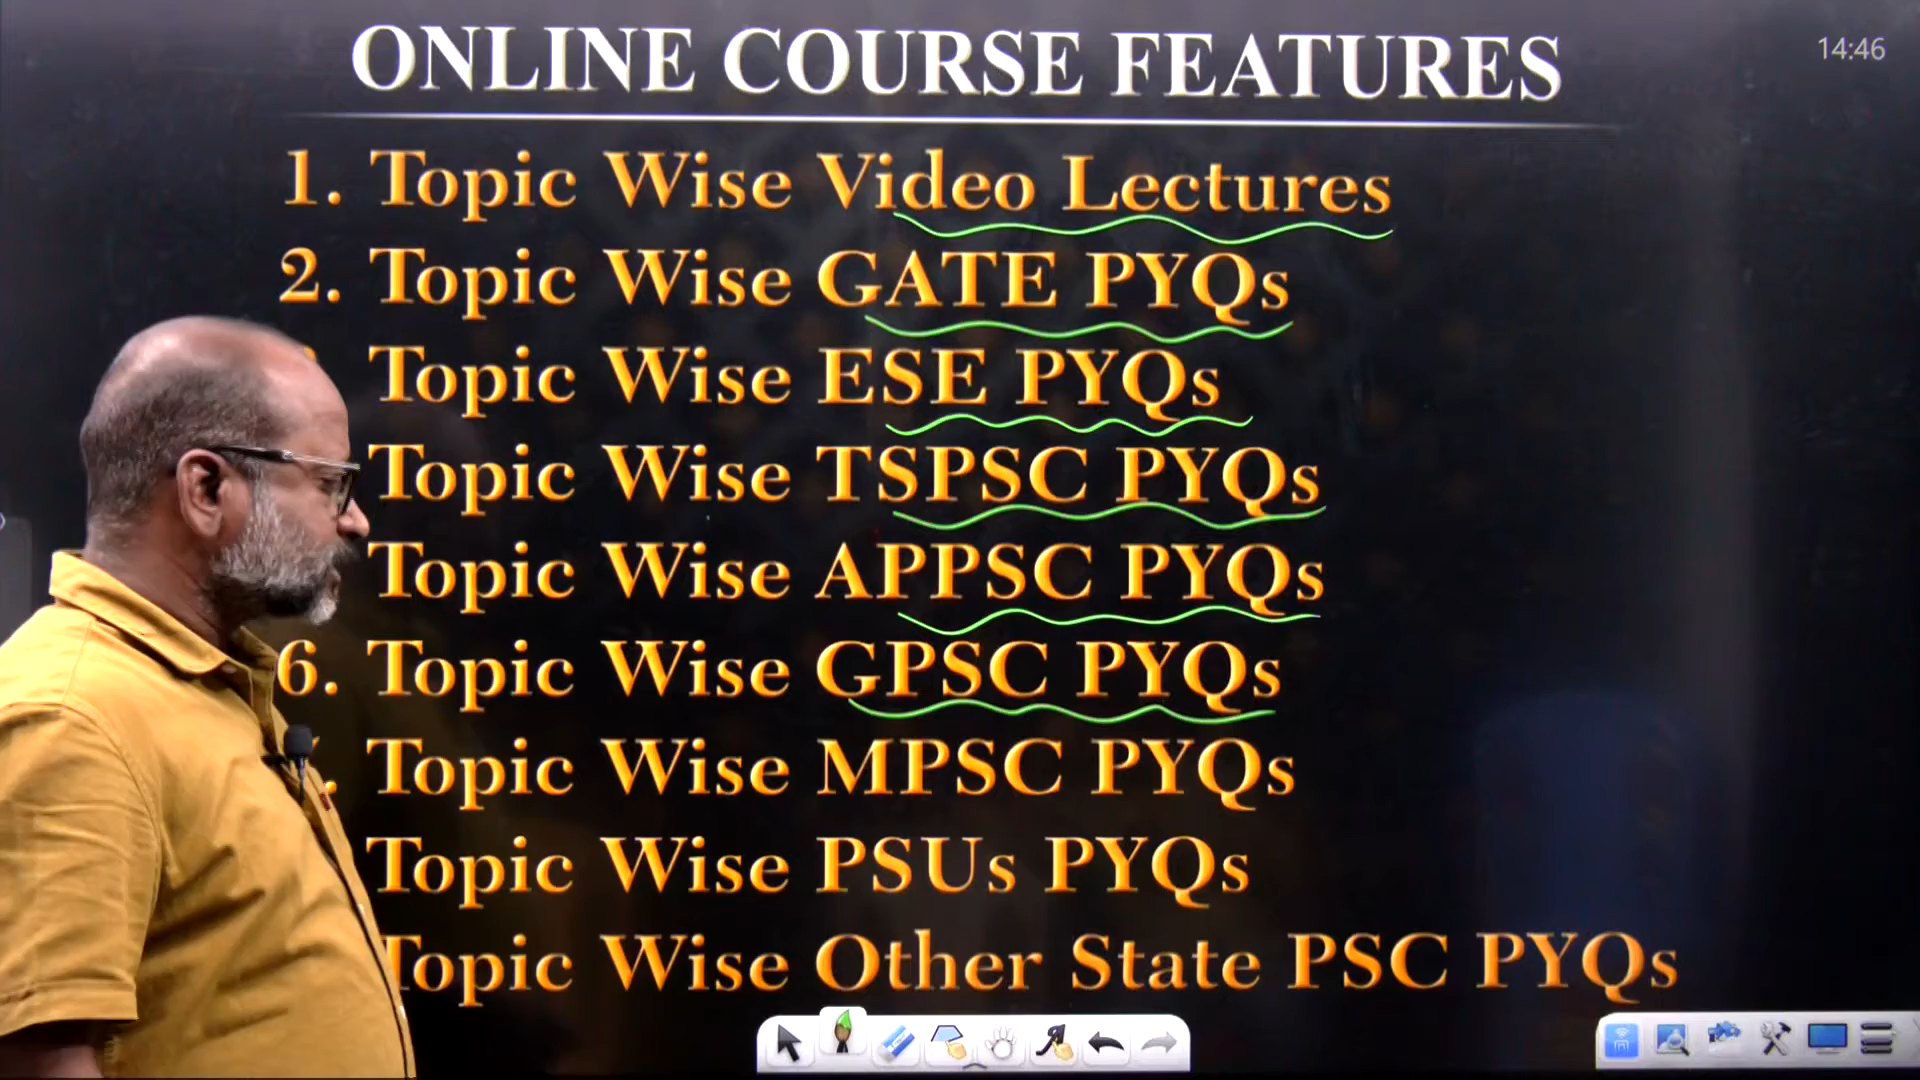 ONLINE COURSE FEATURES
14:46
1. Topic Wise Video Lectures
2. Topic Wise GATE PYQs
Topic Wise ESE PYQs
Topic Wise TSPSC PYQs
Topic Wise APPSC PYQs
6. Topic Wise GPSC PYQs
Topic Wise MPSC PYQs
Topic Wise PSUs PYQs
Topic Wise Other State PSC PYQs